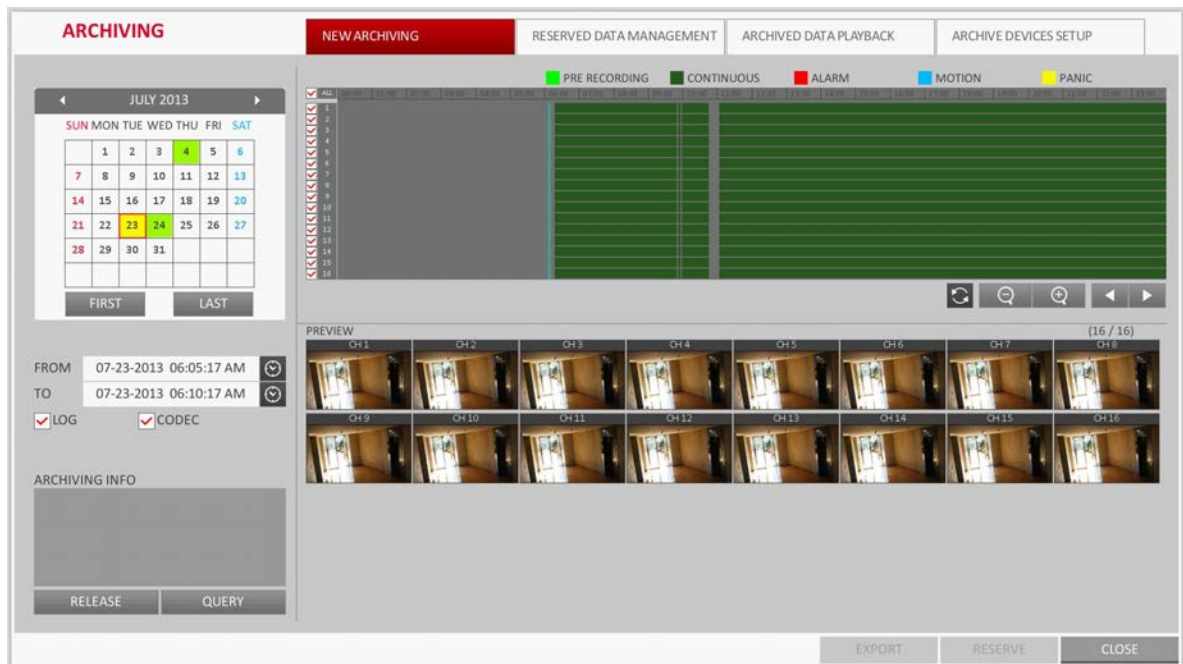 ARCHIVING
NEW ARCHIVING
RESERVED DATA MANAGEMENT
ARCHIVED DATA PLAYBACK
ARCHIVE DEVICES SETUP
PRE RECORDING CONTINUOUS ALARM MOTION PANIC
JULY 2013
SUN MON TUE WED THU FRI SAT
1 2 3 4 5 6
7 8 9 10 11 12 13
14 15 16 17 18 19 20
21 22 23 24 25 26 27
28 29 30 31
FIRST LAST
ALL
1
2
3
4
5
6
7
8
9
10
11
12
13
14
15
16
FROM 07-23-2013 06:05:17 AM
TO 07-23-2013 06:10:17 AM
LOG CODEC
ARCHIVING INFO
RELEASE QUERY
PREVIEW (16 / 16)
CH 1 CH 2 CH 3 CH 4 CH 5 CH 6 CH 7 CH 8
CH 9 CH 10 CH 11 CH 12 CH 13 CH 14 CH 15 CH 16
EXPORT RESERVE CLOSE